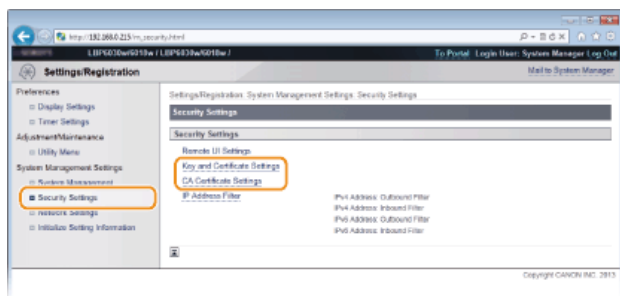 http://192.168.0.215/m_security.html
LBP6030w/6018w / LBP6030w/6018w /
To Portal Login User: System Manager Log Out
Settings/Registration
Mail to System Manager
Preferences
Display Settings
Timer Settings
Adjustment/Maintenance
Utility Menu
System Management Settings
System Management
Security Settings
Network Settings
Initialize Setting Information
Settings/Registration: System Management Settings: Security Settings
Security Settings
Security Settings
Remote UI Settings
Key and Certificate Settings
CA Certificate Settings
IP Address Filter
IPv4 Address: Outbound Filter
IPv4 Address: Inbound Filter
IPv6 Address: Outbound Filter
IPv6 Address: Inbound Filter
Copyright CANON INC. 2013